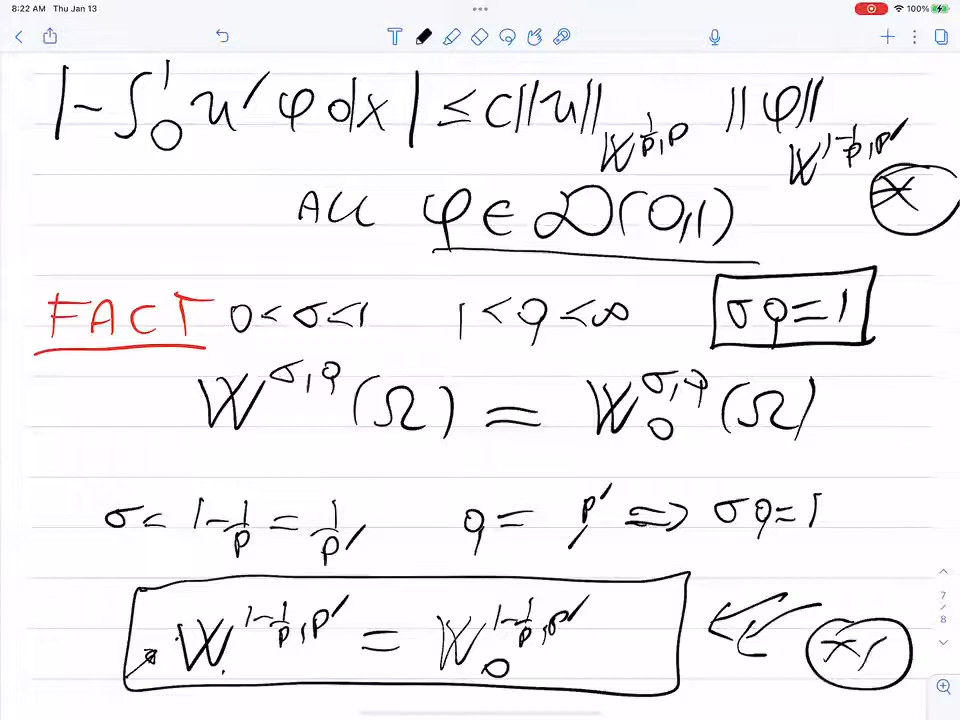 8:22 AM Thu Jan 13
100%
|-∫₀¹ u′ φ dx| ≤ c||u||_{W^{1/p,p}} ||φ||_{W^{1-1/p,p′}}
ALL φ ∈ D(0,1) (*)
FACT 0<σ<1 1<q<∞ σq=1
W^{σ,q}(Ω) = W₀^{σ,q}(Ω)
σ = 1-1/p = 1/p′ q = p′ ⟹ σq=1
W^{1-1/p,p′} = W₀^{1-1/p,p′}
7/8